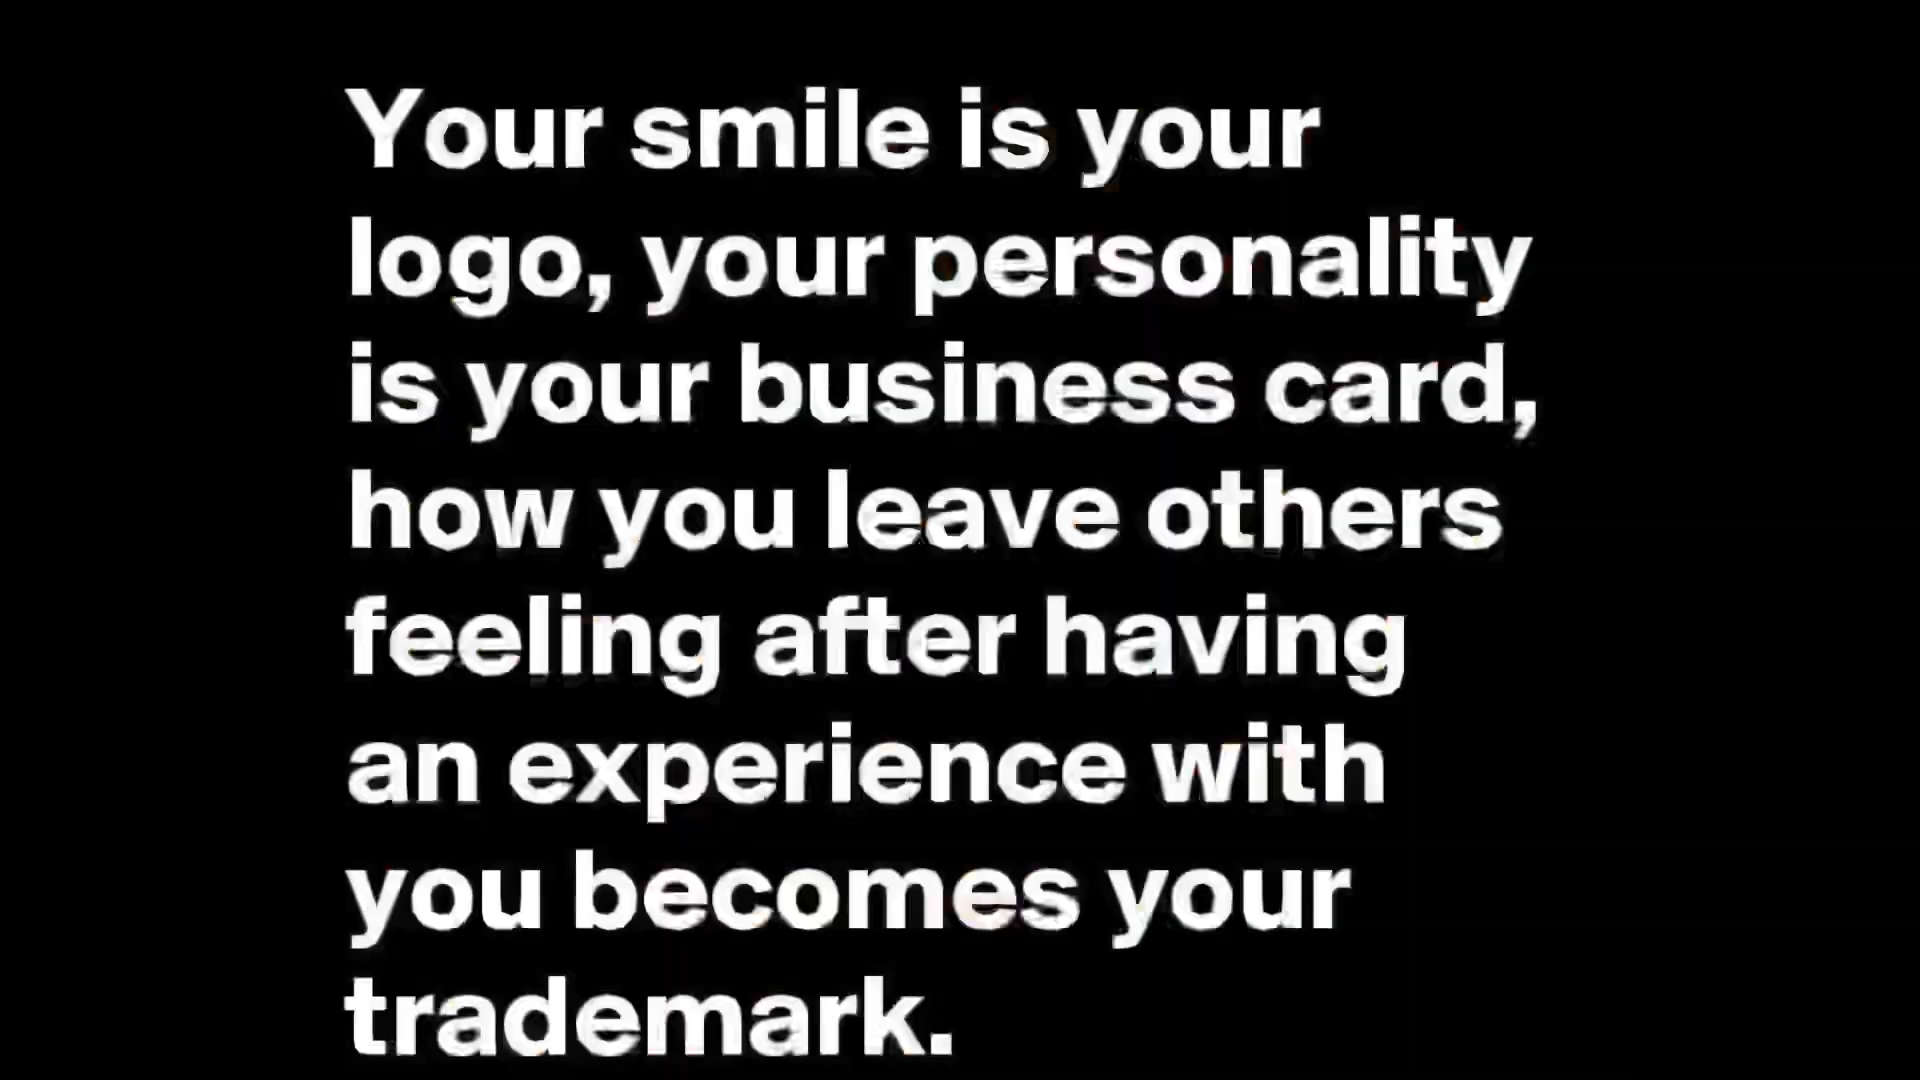 Your smile is your
logo, your personality
is your business card,
how you leave others
feeling after having
an experience with
you becomes your
trademark.